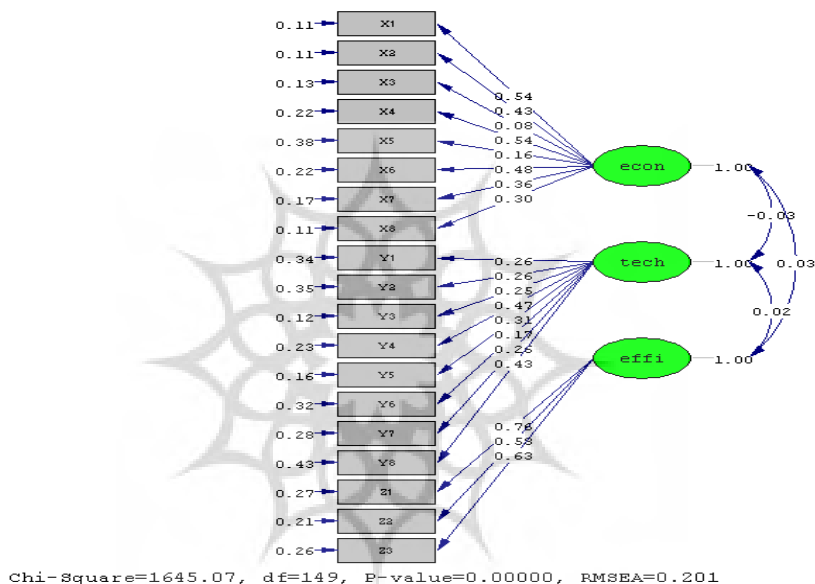 0.11 X1
0.11 X2
0.13 X3
0.22 X4
0.38 X5
0.22 X6
0.17 X7
0.11 X8
0.34 Y1
0.35 Y2
0.12 Y3
0.23 Y4
0.16 Y5
0.32 Y6
0.28 Y7
0.43 Y8
0.27 Z1
0.21 Z2
0.26 Z3
0.54
0.43
0.08
0.54
0.16
0.48
0.36
0.30
0.26
0.26
0.25
0.47
0.31
0.17
0.43
0.76
0.63
econ 1.00
tech 1.00
effi 1.00
-0.03
0.03
0.02
Chi-Square=1645.07, df=149, P-value=0.00000, RMSEA=0.201